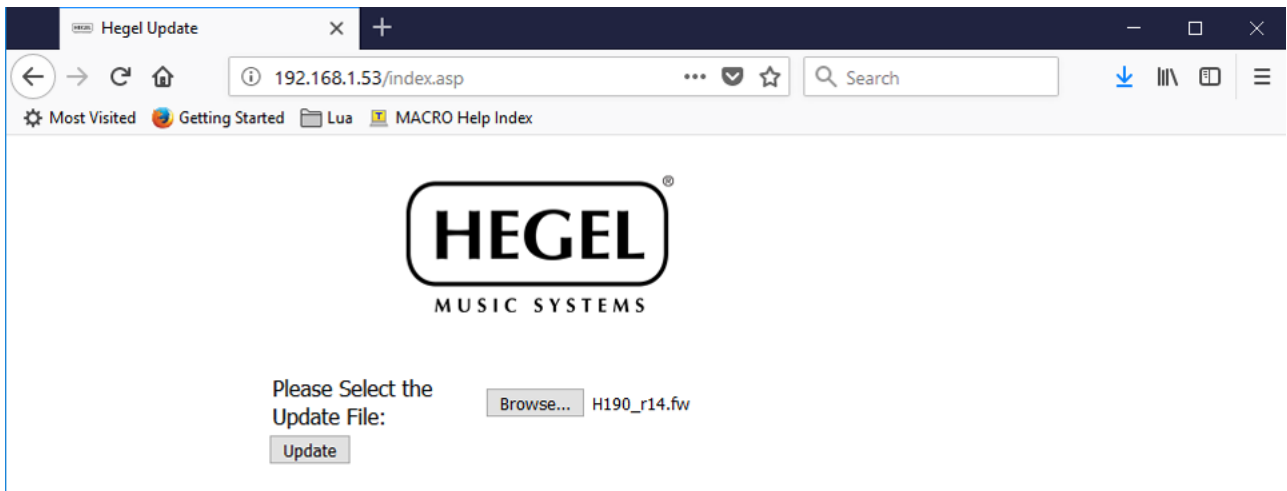 HEGEL Hegel Update
192.168.1.53/index.asp Search
Most Visited Getting Started Lua MACRO Help Index
HEGEL®
MUSIC SYSTEMS
Please Select the
Update File:
Browse... H190_r14.fw
Update